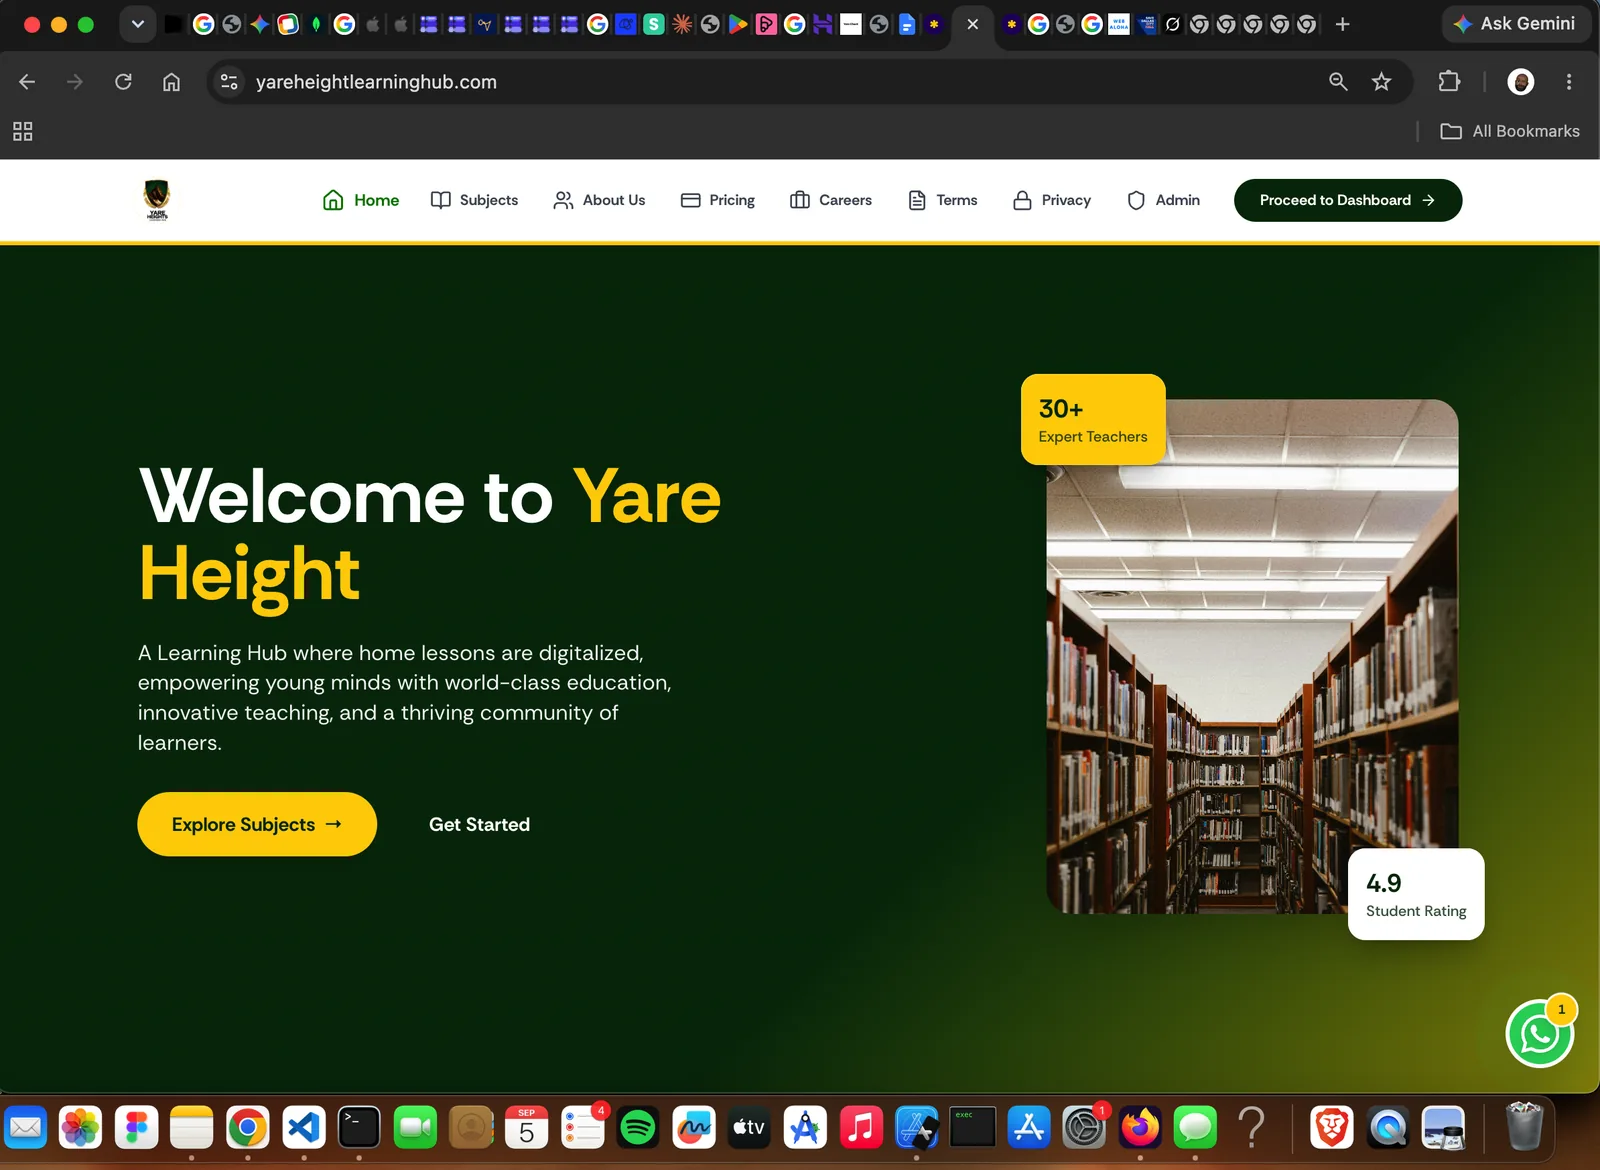 Ask Gemini
yareheightlearninghub.com
All Bookmarks
YARE
HEIGHTS
Home
Subjects
About Us
Pricing
Careers
Terms
Privacy
Admin
Proceed to Dashboard →
30+
Expert Teachers
Welcome to Yare
Height
A Learning Hub where home lessons are digitalized,
empowering young minds with world-class education,
innovative teaching, and a thriving community of
learners.
Explore Subjects →
Get Started
4.9
Student Rating
1
SEP
5
4
tv
exec
1